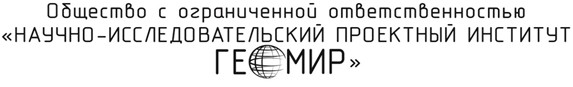 Общество с ограниченной ответственностью
«НАУЧНО-ИССЛЕДОВАТЕЛЬСКИЙ ПРОЕКТНЫЙ ИНСТИТУТ
ГЕОМИР»